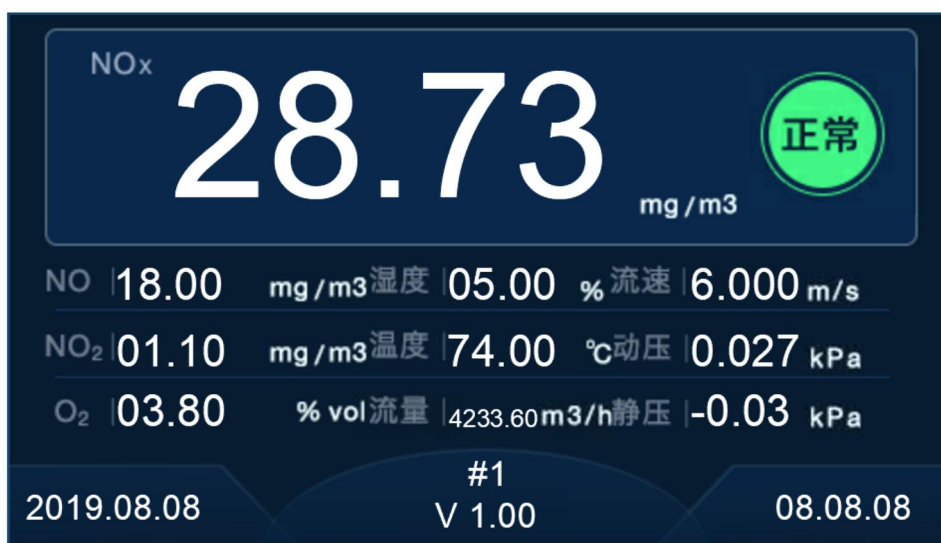 NOx
28.73 mg/m3 正常
NO 18.00 mg/m3 湿度 05.00 % 流速 6.000 m/s
NO₂ 01.10 mg/m3 温度 74.00 ℃ 动压 0.027 kPa
O₂ 03.80 % vol 流量 4233.60 m3/h 静压 -0.03 kPa
#1
2019.08.08 V 1.00 08.08.08